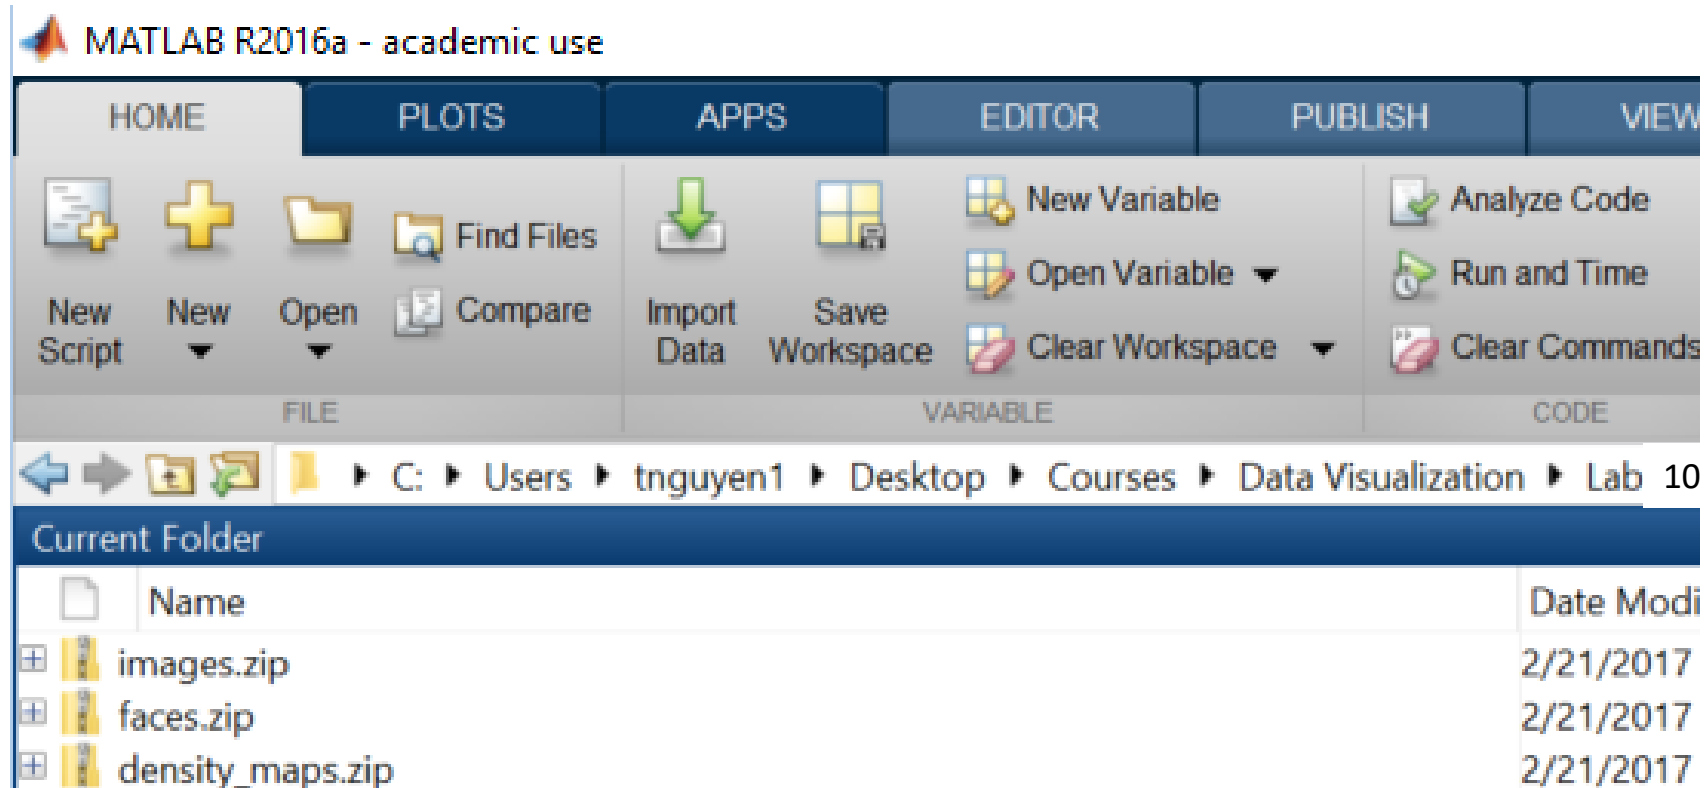 MATLAB R2016a - academic use
HOME PLOTS APPS EDITOR PUBLISH VIEW
New Script
New
Open
Find Files
Compare
Import Data
Save Workspace
New Variable
Open Variable
Clear Workspace
Analyze Code
Run and Time
Clear Commands
FILE VARIABLE CODE
C: Users tnguyen1 Desktop Courses Data Visualization Lab 10
Current Folder
Name Date Modi
images.zip 2/21/2017
faces.zip 2/21/2017
density_maps.zip 2/21/2017